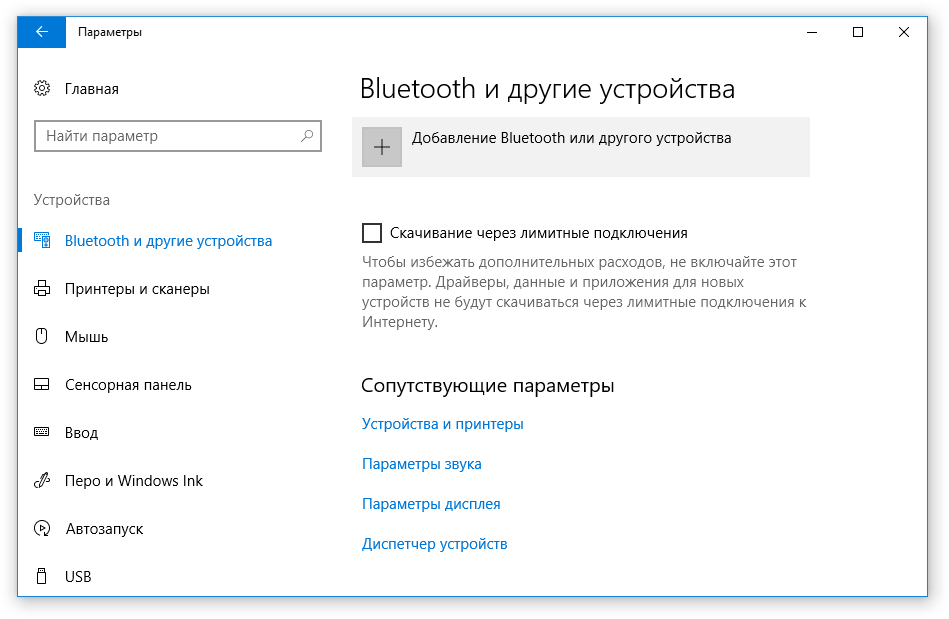 Параметры
Главная
Найти параметр
Устройства
Bluetooth и другие устройства
Принтеры и сканеры
Мышь
Сенсорная панель
Ввод
Перо и Windows Ink
Автозапуск
USB
Bluetooth и другие устройства
Добавление Bluetooth или другого устройства
Скачивание через лимитные подключения
Чтобы избежать дополнительных расходов, не включайте этот
параметр. Драйверы, данные и приложения для новых
устройств не будут скачиваться через лимитные подключения к
Интернету.
Сопутствующие параметры
Устройства и принтеры
Параметры звука
Параметры дисплея
Диспетчер устройств